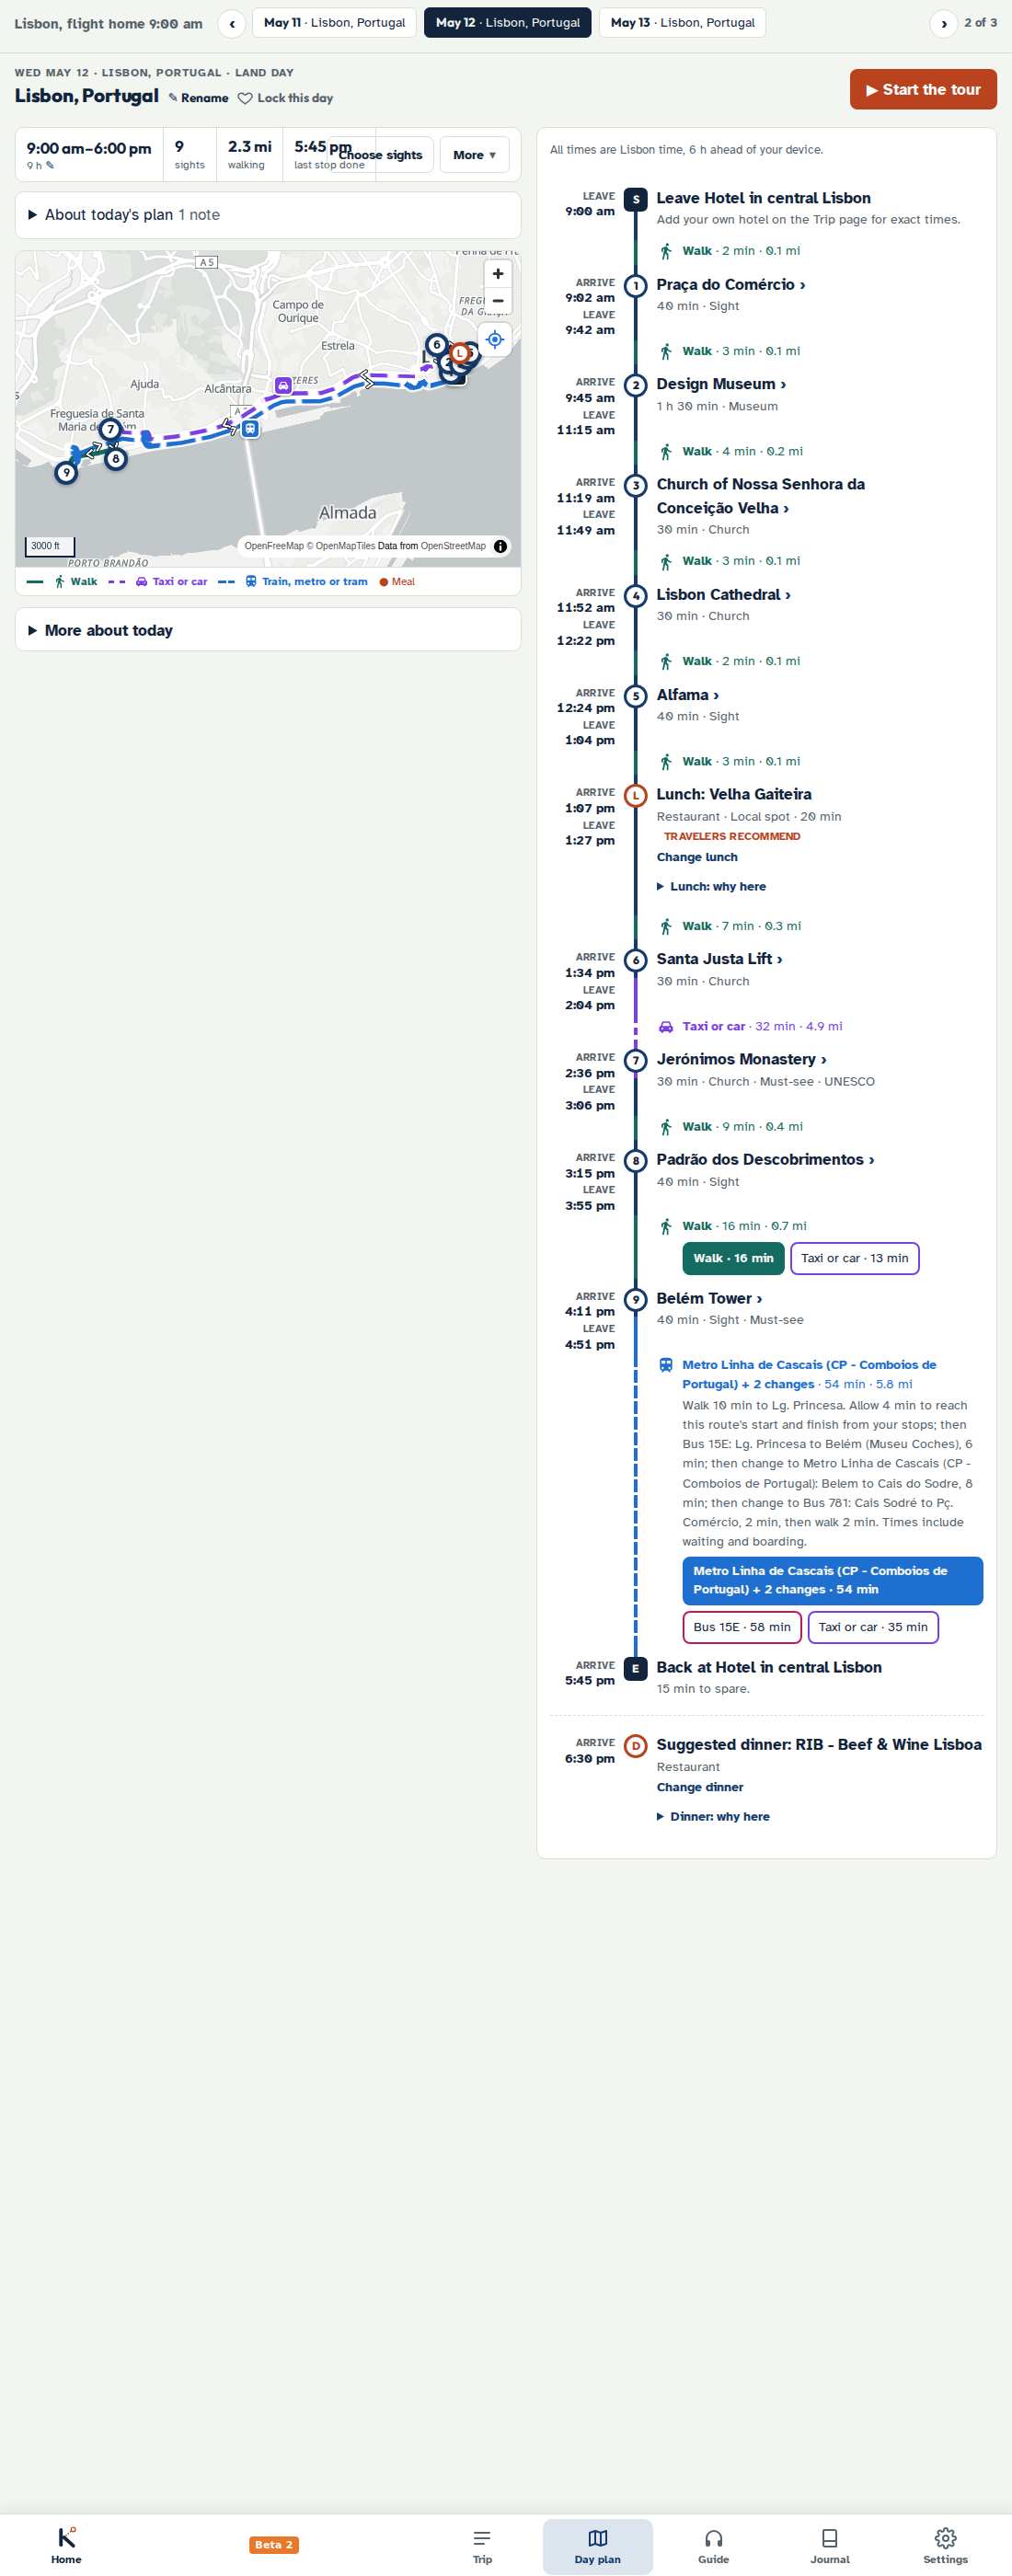 Lisbon, flight home 9:00 am
‹
May 11 · Lisbon, Portugal
May 12 · Lisbon, Portugal
May 13 · Lisbon, Portugal
›
2 of 3
WED MAY 12 · LISBON, PORTUGAL · LAND DAY
Lisbon, Portugal
✎ Rename
Lock this day
▶ Start the tour
9:00 am–6:00 pm
9 h ✎
9
sights
2.3 mi
walking
5:45 pm
last stop done
Choose sights
More ▼
▶ About today's plan 1 note
A 5
Campo de
Ourique
Estrela
Ajuda
Alcântara
Freguesia de Santa
Almada
PORTO BRANDÃO
+
−
6
L
7
8
9
3000 ft
OpenFreeMap © OpenMapTiles Data from OpenStreetMap
Walk
Taxi or car
Train, metro or tram
Meal
▶ More about today
All times are Lisbon time, 6 h ahead of your device.
LEAVE
9:00 am
S
Leave Hotel in central Lisbon
Add your own hotel on the Trip page for exact times.
Walk · 2 min · 0.1 mi
ARRIVE
9:02 am
LEAVE
9:42 am
1
Praça do Comércio ›
40 min · Sight
Walk · 3 min · 0.1 mi
ARRIVE
9:45 am
LEAVE
11:15 am
2
Design Museum ›
1 h 30 min · Museum
Walk · 4 min · 0.2 mi
ARRIVE
11:19 am
LEAVE
11:49 am
3
Church of Nossa Senhora da
Conceição Velha ›
30 min · Church
Walk · 3 min · 0.1 mi
ARRIVE
11:52 am
LEAVE
12:22 pm
4
Lisbon Cathedral ›
30 min · Church
Walk · 2 min · 0.1 mi
ARRIVE
12:24 pm
LEAVE
1:04 pm
5
Alfama ›
40 min · Sight
Walk · 3 min · 0.1 mi
ARRIVE
1:07 pm
LEAVE
1:27 pm
L
Lunch: Velha Gaiteira
Restaurant · Local spot · 20 min
TRAVELERS RECOMMEND
Change lunch
▶ Lunch: why here
Walk · 7 min · 0.3 mi
ARRIVE
1:34 pm
LEAVE
2:04 pm
6
Santa Justa Lift ›
30 min · Church
Taxi or car · 32 min · 4.9 mi
ARRIVE
2:36 pm
LEAVE
3:06 pm
7
Jerónimos Monastery ›
30 min · Church · Must-see · UNESCO
Walk · 9 min · 0.4 mi
ARRIVE
3:15 pm
LEAVE
3:55 pm
8
Padrão dos Descobrimentos ›
40 min · Sight
Walk · 16 min · 0.7 mi
Walk · 16 min
Taxi or car · 13 min
ARRIVE
4:11 pm
LEAVE
4:51 pm
9
Belém Tower ›
40 min · Sight · Must-see
Metro Linha de Cascais (CP - Comboios de
Portugal) + 2 changes · 54 min · 5.8 mi
Walk 10 min to Lg. Princesa. Allow 4 min to reach
this route's start and finish from your stops; then
Bus 15E: Lg. Princesa to Belém (Museu Coches), 6
min; then change to Metro Linha de Cascais (CP -
Comboios de Portugal): Belem to Cais do Sodre, 8
min; then change to Bus 781: Cais Sodré to Pç.
Comércio, 2 min, then walk 2 min. Times include
waiting and boarding.
Metro Linha de Cascais (CP - Comboios de
Portugal) + 2 changes · 54 min
Bus 15E · 58 min
Taxi or car · 35 min
ARRIVE
5:45 pm
E
Back at Hotel in central Lisbon
15 min to spare.
ARRIVE
6:30 pm
D
Suggested dinner: RIB - Beef & Wine Lisboa
Restaurant
Change dinner
▶ Dinner: why here
Home
Beta 2
Trip
Day plan
Guide
Journal
Settings